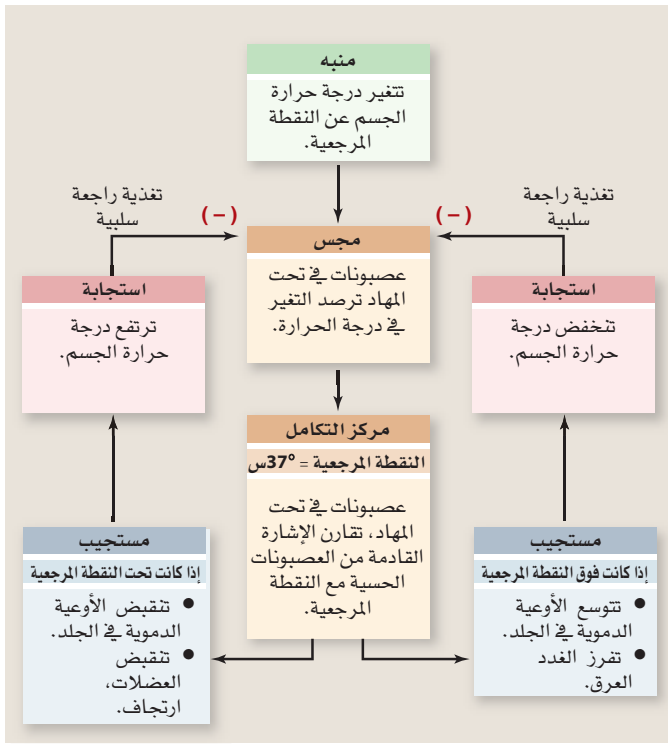 منبه
تتغير درجة حرارة
الجسم عن النقطة
المرجعية.
تغذية راجعة
سلبية
(−)
(−)
تغذية راجعة
سلبية
مجس
عصبونات في تحت
المهاد ترصد التغير
في درجة الحرارة.
استجابة
تنخفض درجة
حرارة الجسم.
استجابة
ترتفع درجة
حرارة الجسم.
مركز التكامل
النقطة المرجعية = 37°س
عصبونات في تحت
المهاد، تقارن الإشارة
القادمة من العصبونات
الحسية مع النقطة
المرجعية.
مستجيب
إذا كانت فوق النقطة المرجعية
● تتوسع الأوعية
الدموية في الجلد.
● تفرز الغدد
العرق.
مستجيب
إذا كانت تحت النقطة المرجعية
● تنقبض الأوعية
الدموية في الجلد.
● تنقبض
العضلات،
ارتجاف.